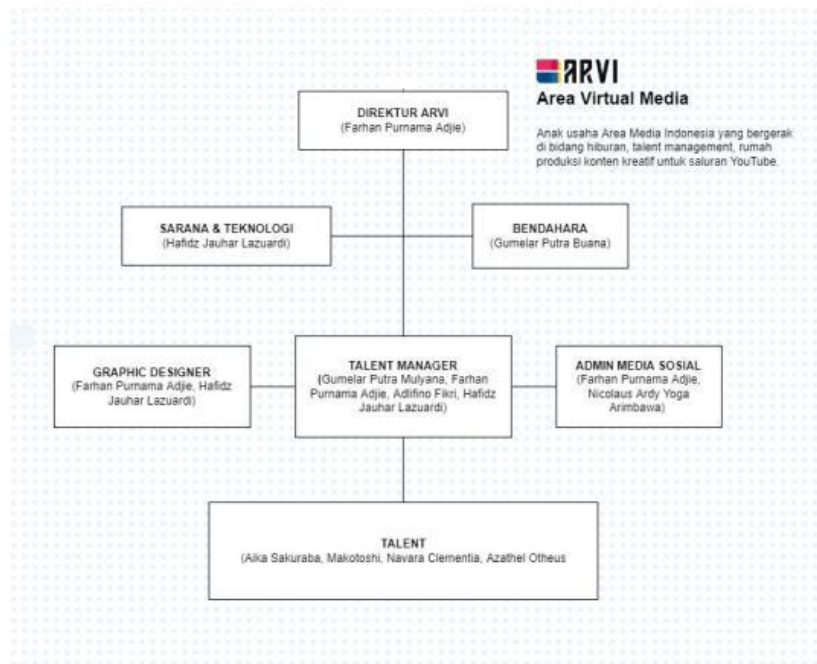 ARVI
Area Virtual Media
Anak usaha Area Media Indonesia yang bergerak
di bidang hiburan, talent management, rumah
produksi konten kreatif untuk saluran YouTube.
DIREKTUR ARVI
(Farhan Purnama Adjie)
SARANA & TEKNOLOGI
(Hafidz Jauhar Lazuardi)
BENDAHARA
(Gumelar Putra Buana)
GRAPHIC DESIGNER
(Farhan Purnama Adjie, Hafidz
Jauhar Lazuardi)
TALENT MANAGER
(Gumelar Putra Mulyana, Farhan
Purnama Adjie, Adlifino Fikri, Hafidz
Jauhar Lazuardi)
ADMIN MEDIA SOSIAL
(Farhan Purnama Adjie,
Nicolaus Ardy Yoga
Arimbawa)
TALENT
(Aika Sakuraba, Makotoshi, Navara Clementia, Azathel Otheus